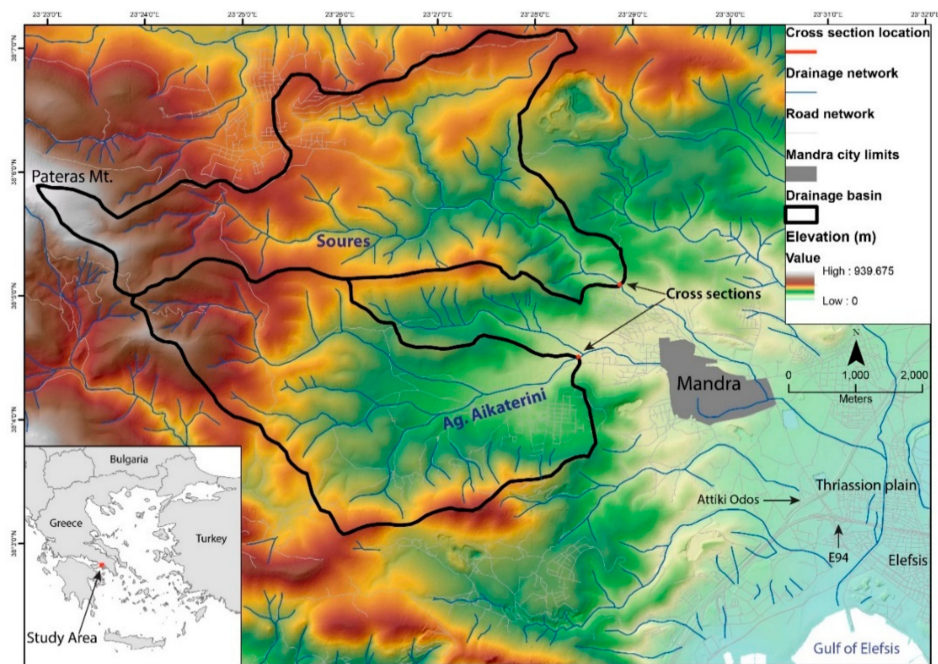 23°23'0"E
23°24'0"E
23°25'0"E
23°26'0"E
23°27'0"E
23°28'0"E
23°29'0"E
23°30'0"E
23°31'0"E
Cross section location
Drainage network
Road network
Mandra city limits
Drainage basin
Elevation (m)
Value
High : 939.675
Low : 0
N
0 1,000 2,000
Meters
Pateras Mt.
Soures
Cross sections
Mandra
Ag. Aikaterini
Attiki Odos
Thriassion plain
E94
Elefsis
Gulf of Elefsis
Bulgaria
Greece
Turkey
Study Area